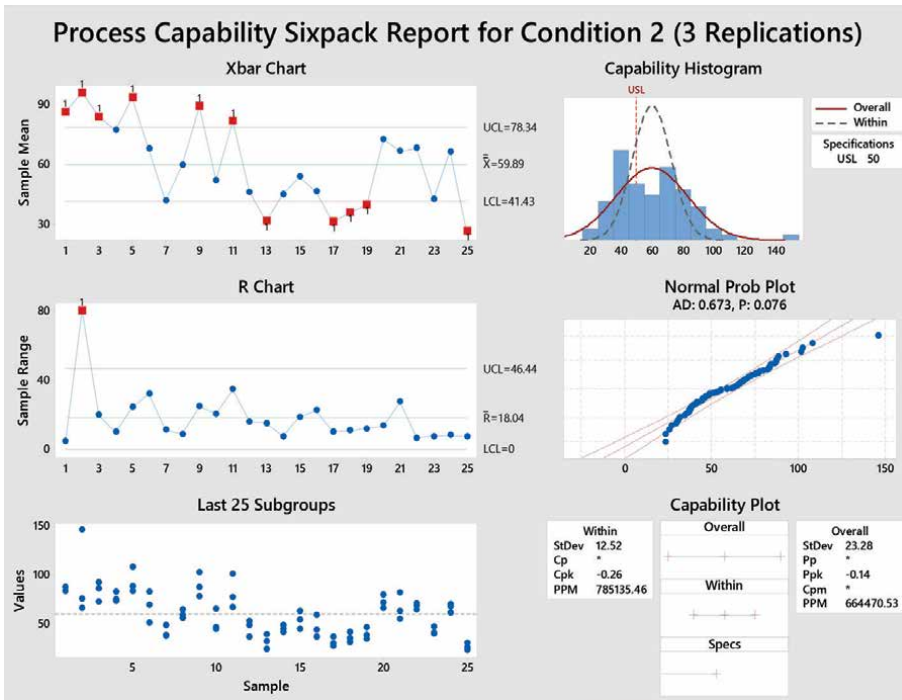 Process Capability Sixpack Report for Condition 2 (3 Replications)
Xbar Chart
Sample Mean
90
60
30
1
1
1
1
1
1
1
1
1
1
1
UCL=78.34
X̿=59.89
LCL=41.43
1 3 5 7 9 11 13 15 17 19 21 23 25
R Chart
Sample Range
80
40
0
1
UCL=46.44
R̄=18.04
LCL=0
1 3 5 7 9 11 13 15 17 19 21 23 25
Last 25 Subgroups
Values
150
100
50
5 10 15 20 25
Sample
Capability Histogram
USL
20 40 60 80 100 120 140
Overall
Within
Specifications
USL 50
Normal Prob Plot
AD: 0.673, P: 0.076
0 50 100 150
Capability Plot
Within
StDev 12.52
Cp *
Cpk -0.26
PPM 785135.46
Overall
Within
Specs
Overall
StDev 23.28
Pp *
Ppk -0.14
Cpm *
PPM 664470.53